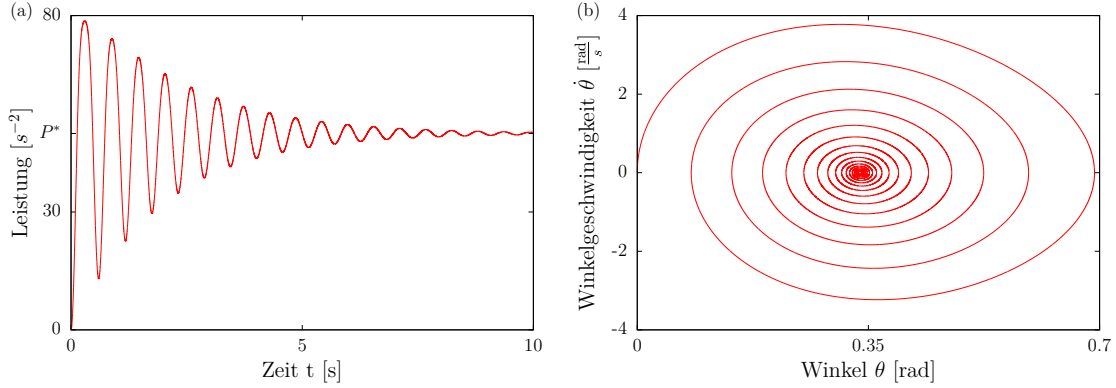 (a)
80
P*
30
0
Leistung [s⁻²]
0
5
10
Zeit t [s]
(b)
4
2
0
-2
-4
Winkelgeschwindigkeit θ̇ [rad/s]
0
0.35
0.7
Winkel θ [rad]